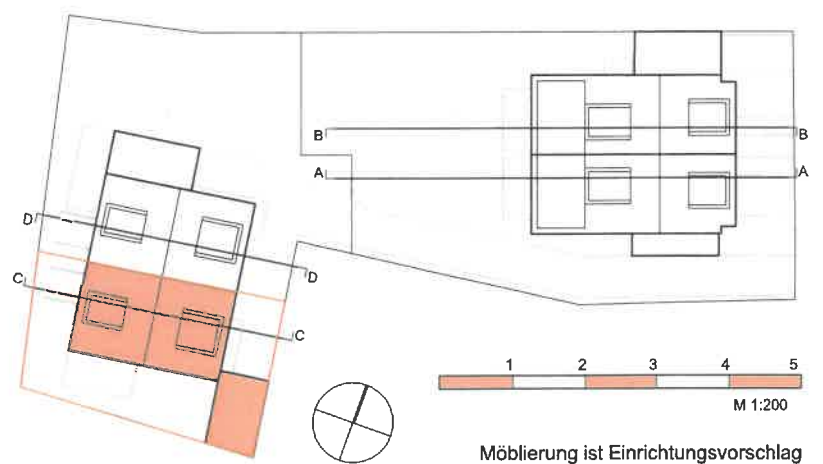 B B
A A
D
D
C
C
1 2 3 4 5
M 1:200
Möblierung ist Einrichtungsvorschlag